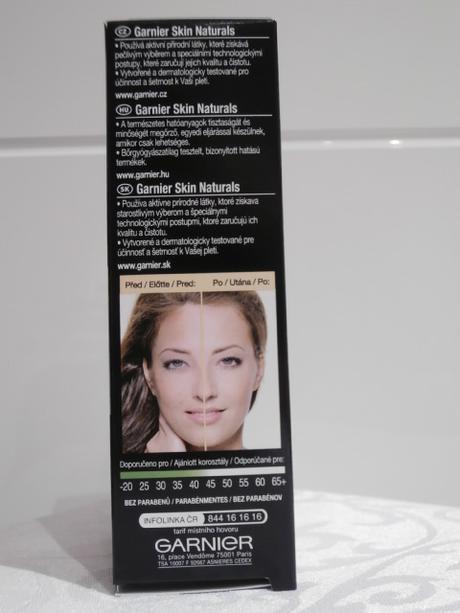 CZ Garnier Skin Naturals
• Používá aktivní přírodní látky, které získává
pečlivým výběrem a speciálními technologickými
postupy, které zaručují jejich kvalitu a čistotu.
• Vytvořené a dermatologicky testované pro
účinnost a šetrnost k Vaší pleti.
www.garnier.cz
HU Garnier Skin Naturals
• A természetes hatóanyagok tisztaságát és
minőségét megőrző, egyedi eljárással készülnek,
amikor csak lehetséges.
• Bőrgyógyászatilag tesztelt, bizonyított hatású
termékek.
www.garnier.hu
SK Garnier Skin Naturals
• Používa aktívne prírodné látky, ktoré získava
starostlivým výberom a špeciálnymi
technologickými postupmi, ktoré zaručujú ich
kvalitu a čistotu.
• Vytvorené a dermatologicky testované pre
účinnosť a šetrnosť k Vašej pleti.
www.garnier.sk
Před / Előtte / Pred: Po / Utána / Po:
Doporučeno pro / Ajánlott korosztály / Odporúčané pre:
-20 25 30 35 40 45 50 55 60 65+
BEZ PARABENŮ / PARABÉNMENTES / BEZ PARABÉNOV
INFOLINKA ČR 844 16 16 16
tarif místního hovoru
GARNIER
16, place Vendôme 75001 Paris
TSA 16007 F 92667 ASNIERES CEDEX